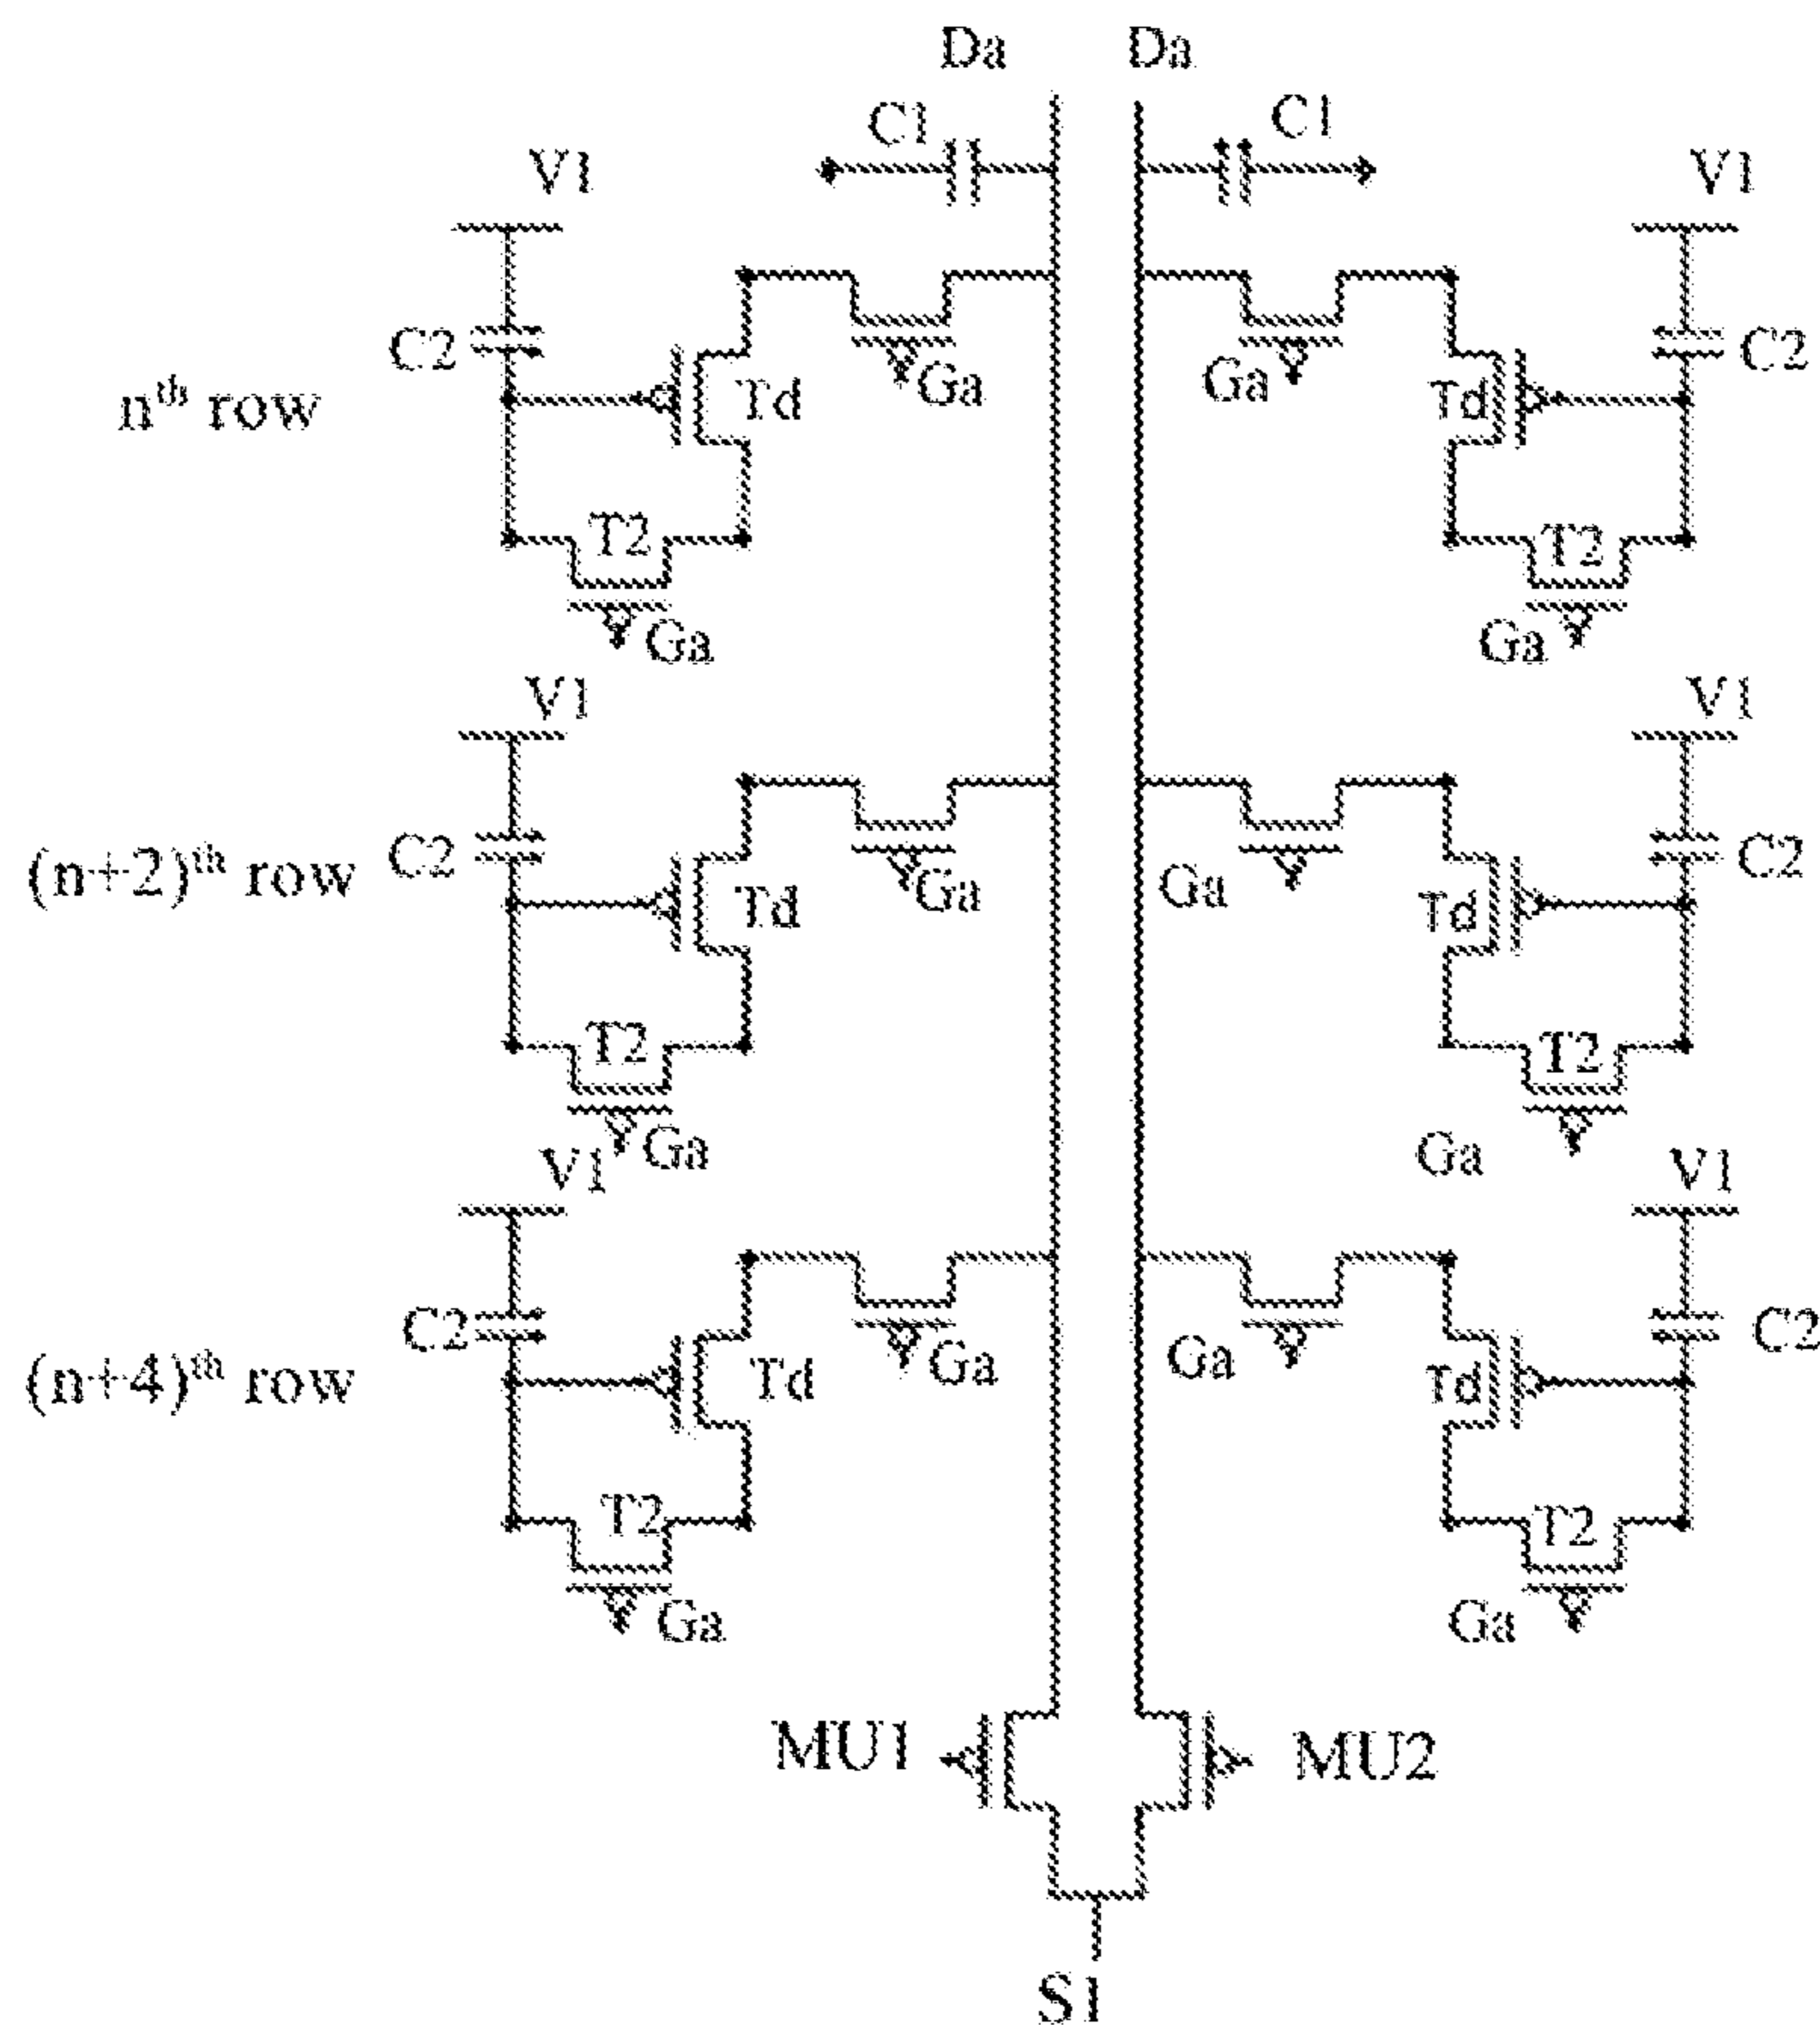 Da Da
C1 C1
V1 V1
C2 Td Ga Ga Td C2
nth row
T2 T2
Ga Ga
V1 V1
(n+2)th row C2 Td Ga Ga Td C2
T2 T2
Ga Ga
V1 V1
C2 Td Ga Ga Td C2
(n+4)th row
T2 T2
Ga Ga
MU1 MU2
S1